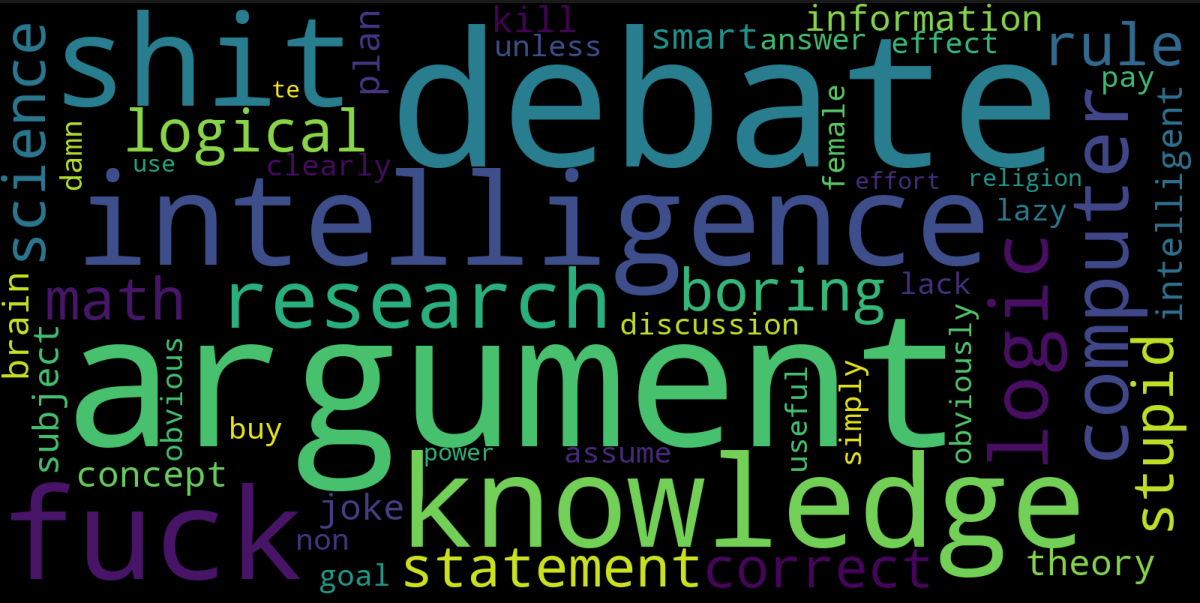 shit
debate
kill
unless
smart
answer
information
effect
rule
pay
science
plan
te
logical
damn
use
clearly
female
effort
religion
lazy
computer
intelligent
intelligence
logic
math
research
boring
lack
discussion
brain
subject
obvious
argument
buy
useful
simply
obviously
stupid
power
assume
concept
knowledge
fuck
joke
non
goal
statement
correct
theory